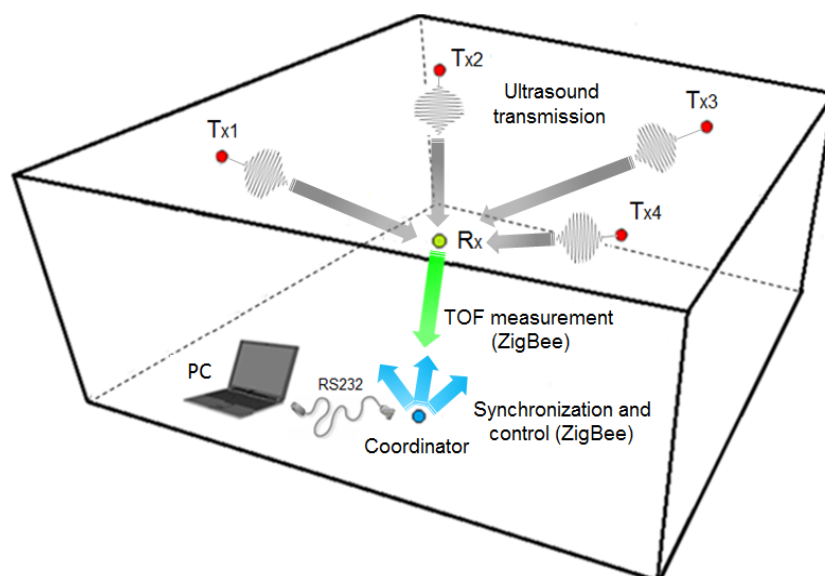 Tx2
Ultrasound
transmission
Tx3
Tx1
Tx4
Rx
TOF measurement
(ZigBee)
PC
RS232
Synchronization and
control (ZigBee)
Coordinator